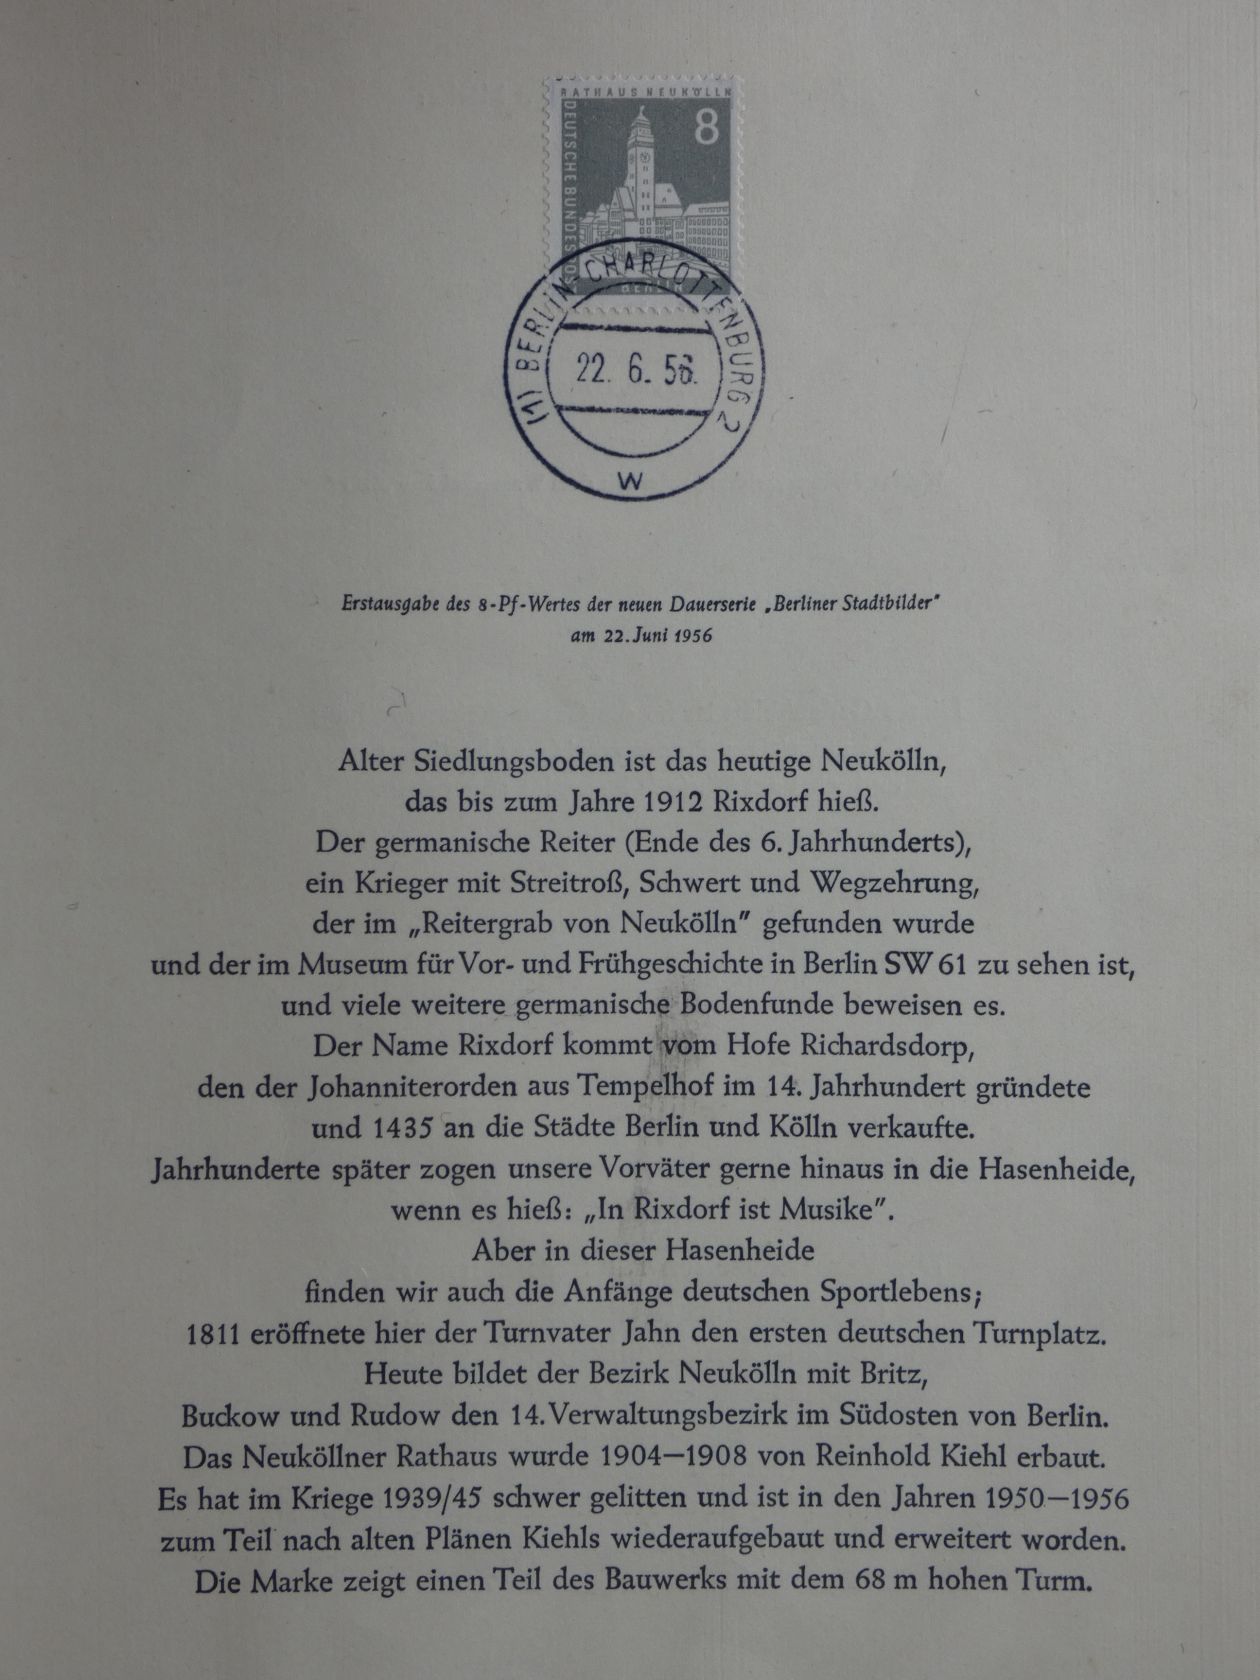 RATHAUS NEUKÖLLN
DEUTSCHE BUNDESPOST
8
BERLIN
(1) BERLIN-CHARLOTTENBURG 2
22. 6. 56.
W
Erstausgabe des 8-Pf-Wertes der neuen Dauerserie „Berliner Stadtbilder"
am 22. Juni 1956
Alter Siedlungsboden ist das heutige Neukölln,
das bis zum Jahre 1912 Rixdorf hieß.
Der germanische Reiter (Ende des 6. Jahrhunderts),
ein Krieger mit Streitroß, Schwert und Wegzehrung,
der im „Reitergrab von Neukölln" gefunden wurde
und der im Museum für Vor- und Frühgeschichte in Berlin SW 61 zu sehen ist,
und viele weitere germanische Bodenfunde beweisen es.
Der Name Rixdorf kommt vom Hofe Richardsdorp,
den der Johanniterorden aus Tempelhof im 14. Jahrhundert gründete
und 1435 an die Städte Berlin und Kölln verkaufte.
Jahrhunderte später zogen unsere Vorväter gerne hinaus in die Hasenheide,
wenn es hieß: „In Rixdorf ist Musike".
Aber in dieser Hasenheide
finden wir auch die Anfänge deutschen Sportlebens;
1811 eröffnete hier der Turnvater Jahn den ersten deutschen Turnplatz.
Heute bildet der Bezirk Neukölln mit Britz,
Buckow und Rudow den 14. Verwaltungsbezirk im Südosten von Berlin.
Das Neuköllner Rathaus wurde 1904—1908 von Reinhold Kiehl erbaut.
Es hat im Kriege 1939/45 schwer gelitten und ist in den Jahren 1950—1956
zum Teil nach alten Plänen Kiehls wiederaufgebaut und erweitert worden.
Die Marke zeigt einen Teil des Bauwerks mit dem 68 m hohen Turm.